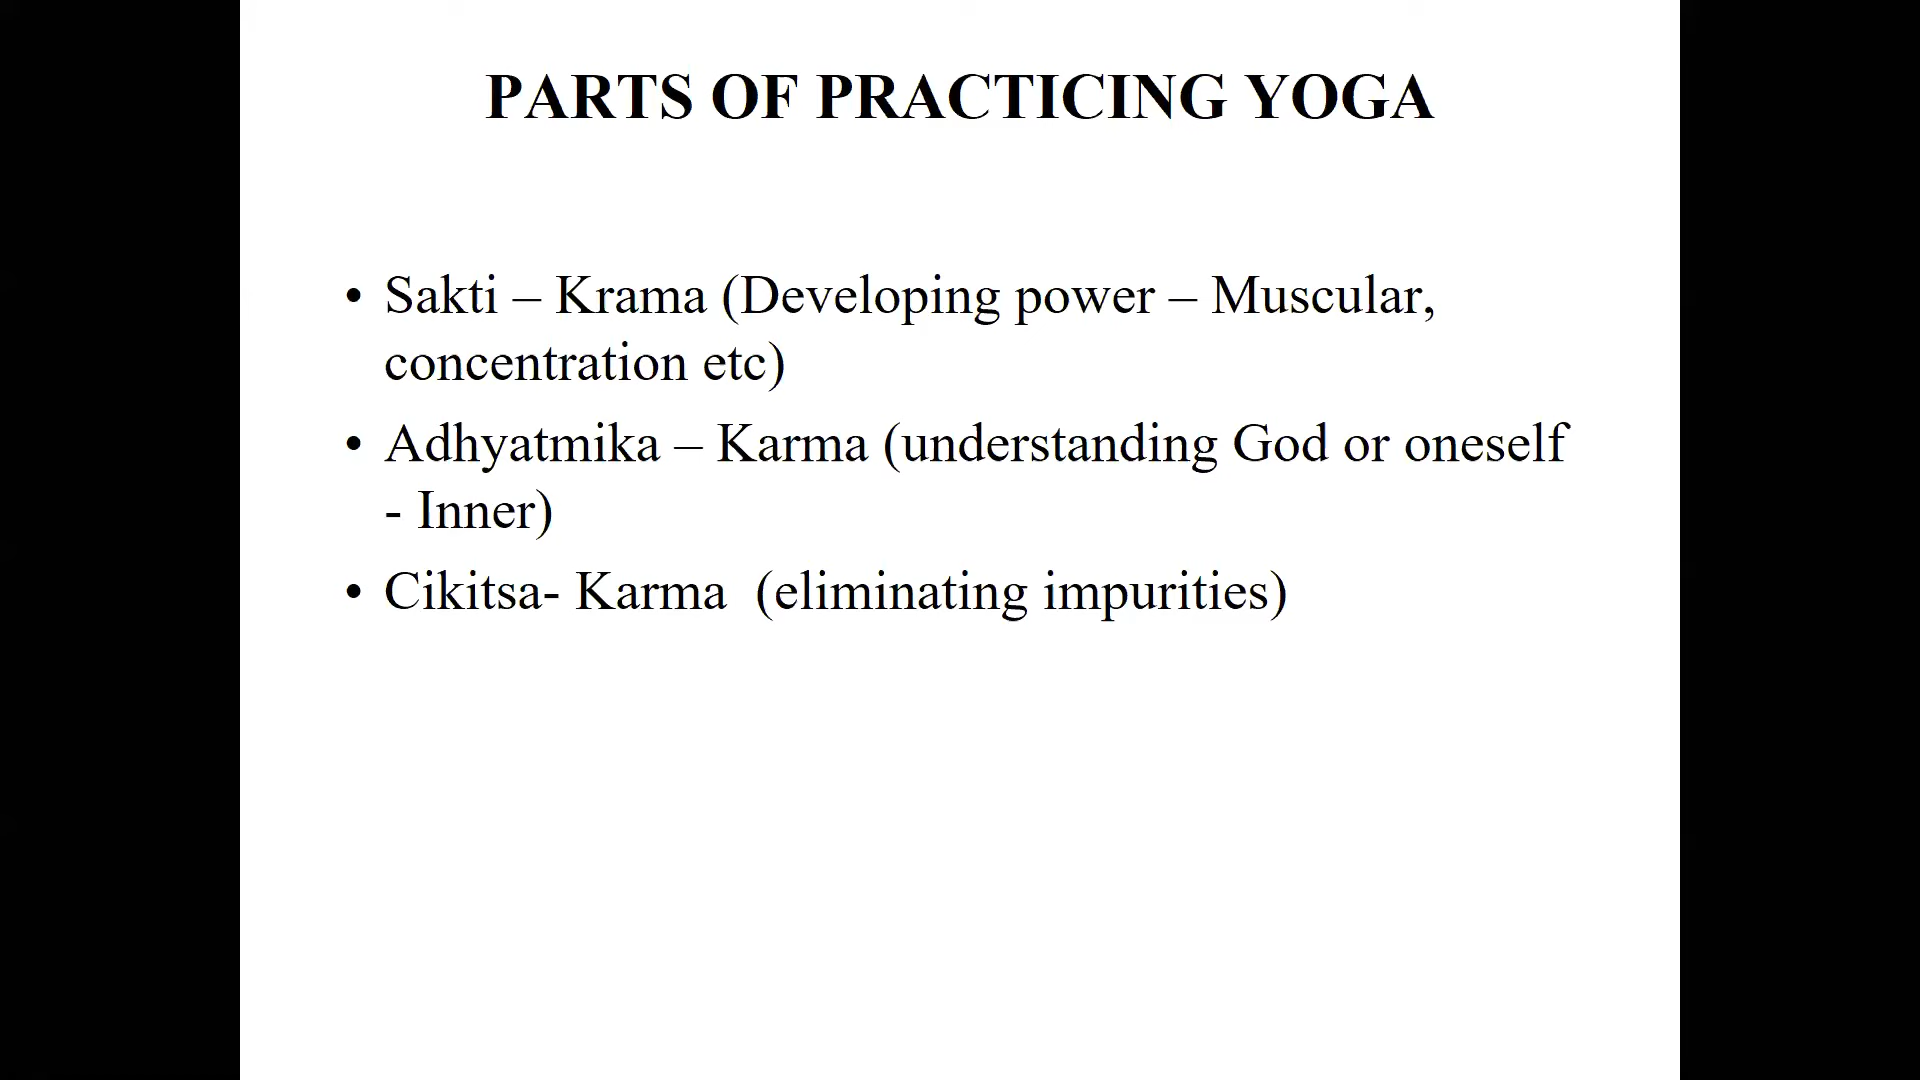 PARTS OF PRACTICING YOGA
• Sakti – Krama (Developing power – Muscular,
concentration etc)
• Adhyatmika – Karma (understanding God or oneself
- Inner)
• Cikitsa- Karma  (eliminating impurities)